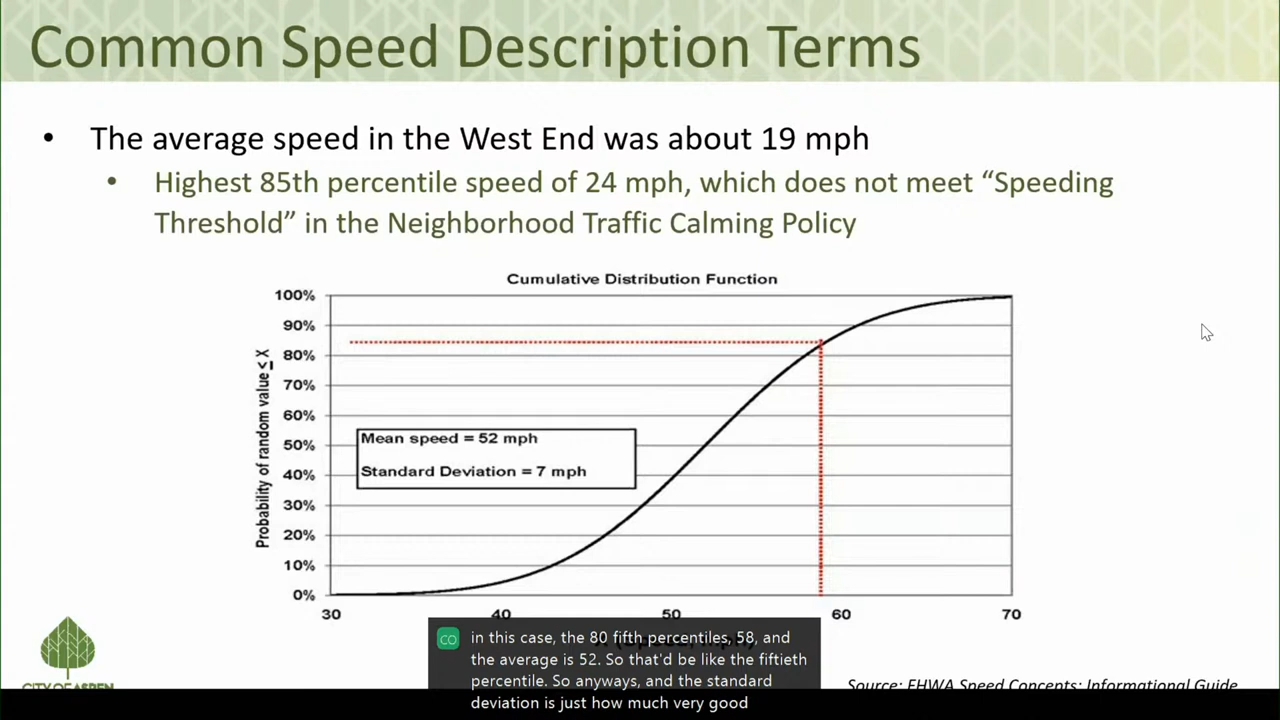 Common Speed Description Terms
• The average speed in the West End was about 19 mph
• Highest 85th percentile speed of 24 mph, which does not meet “Speeding
Threshold” in the Neighborhood Traffic Calming Policy
Cumulative Distribution Function
Probability of random value ≤ X
100%
90%
80%
70%
60%
50%
40%
30%
20%
10%
0%
Mean speed = 52 mph
Standard Deviation = 7 mph
30 40 50 60 70
CO
in this case, the 80 fifth percentiles, 58, and
the average is 52. So that'd be like the fiftieth
percentile. So anyways, and the standard
deviation is just how much very good
CITY OF ASPEN
Source: FHWA Speed Concepts: Informational Guide